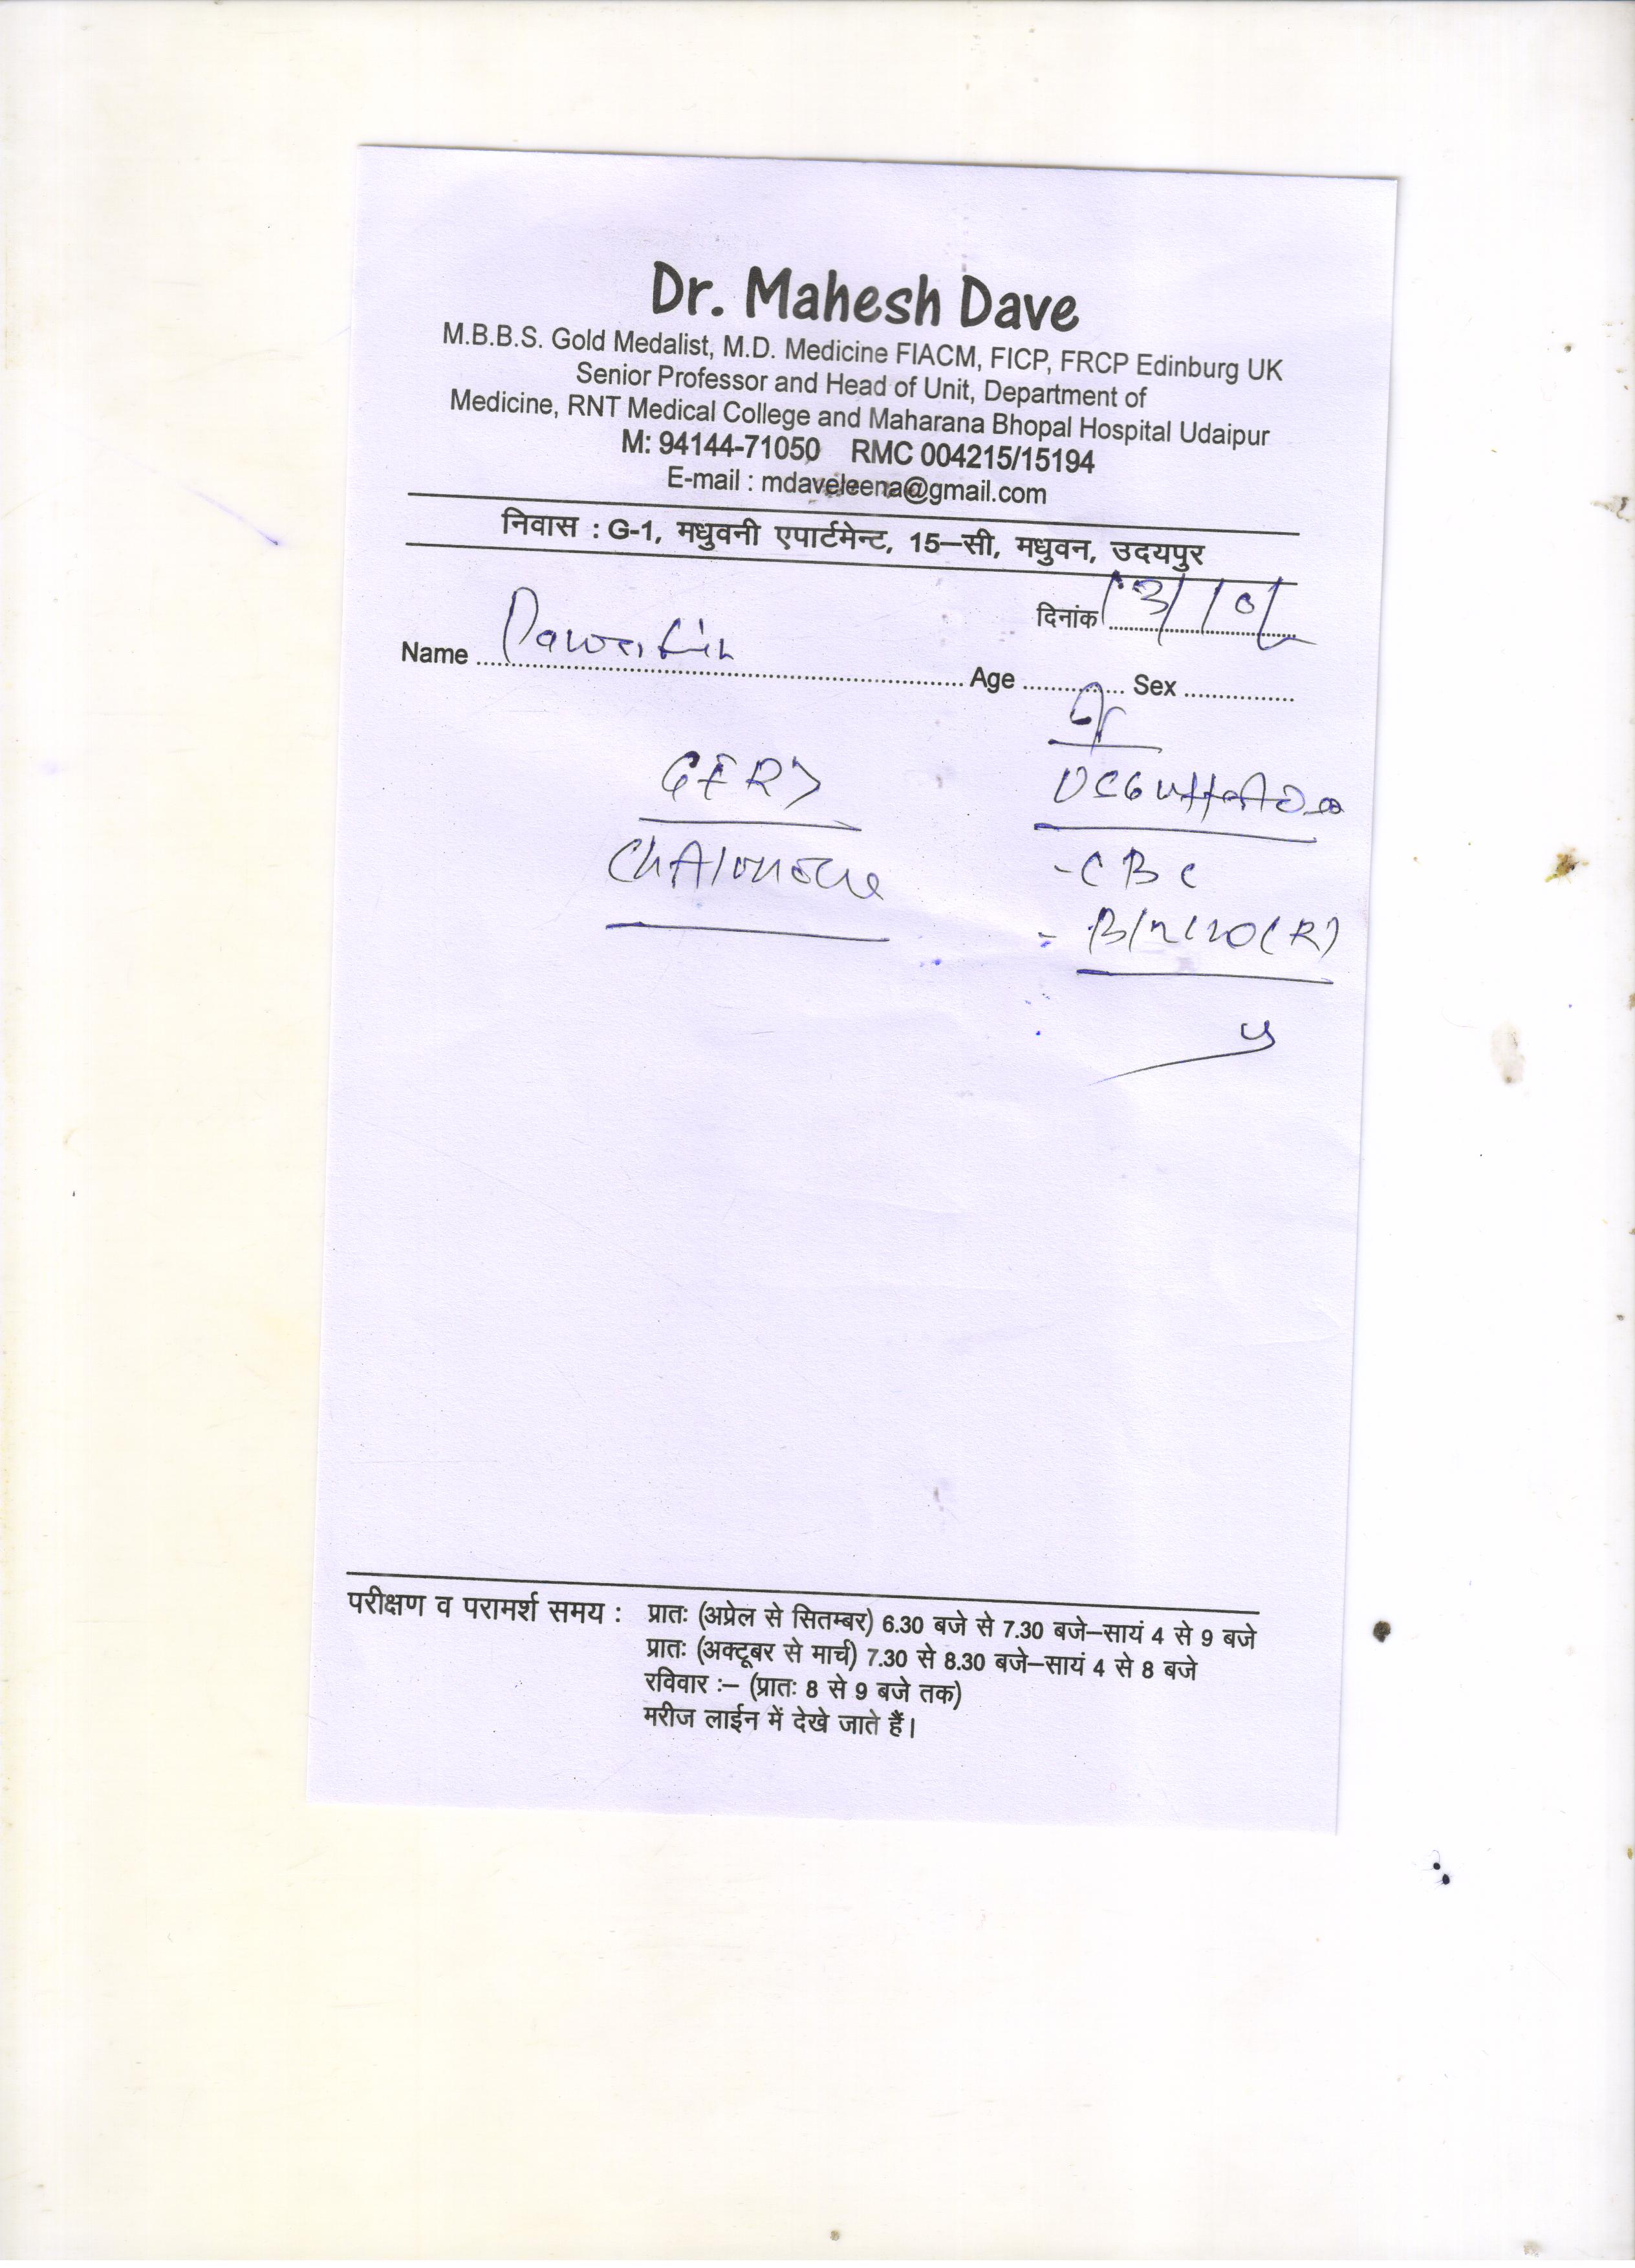 Dr. Mahesh Dave
M.B.B.S. Gold Medalist, M.D. Medicine FIACM, FICP, FRCP Edinburg UK
Senior Professor and Head of Unit, Department of
Medicine, RNT Medical College and Maharana Bhopal Hospital Udaipur
M: 94144-71050 RMC 004215/15194
E-mail : mdaveleena@gmail.com
निवास : G-1, मधुवनी एपार्टमेन्ट, 15–सी, मधुवन, उदयपुर
दिनांक 13/10/
Name Age Sex
GERD
- CBC
परीक्षण व परामर्श समय : प्रातः (अप्रेल से सितम्बर) 6.30 बजे से 7.30 बजे–सायं 4 से 9 बजे
प्रातः (अक्टूबर से मार्च) 7.30 से 8.30 बजे–सायं 4 से 8 बजे
रविवार :– (प्रातः 8 से 9 बजे तक)
मरीज लाईन में देखे जाते हैं।